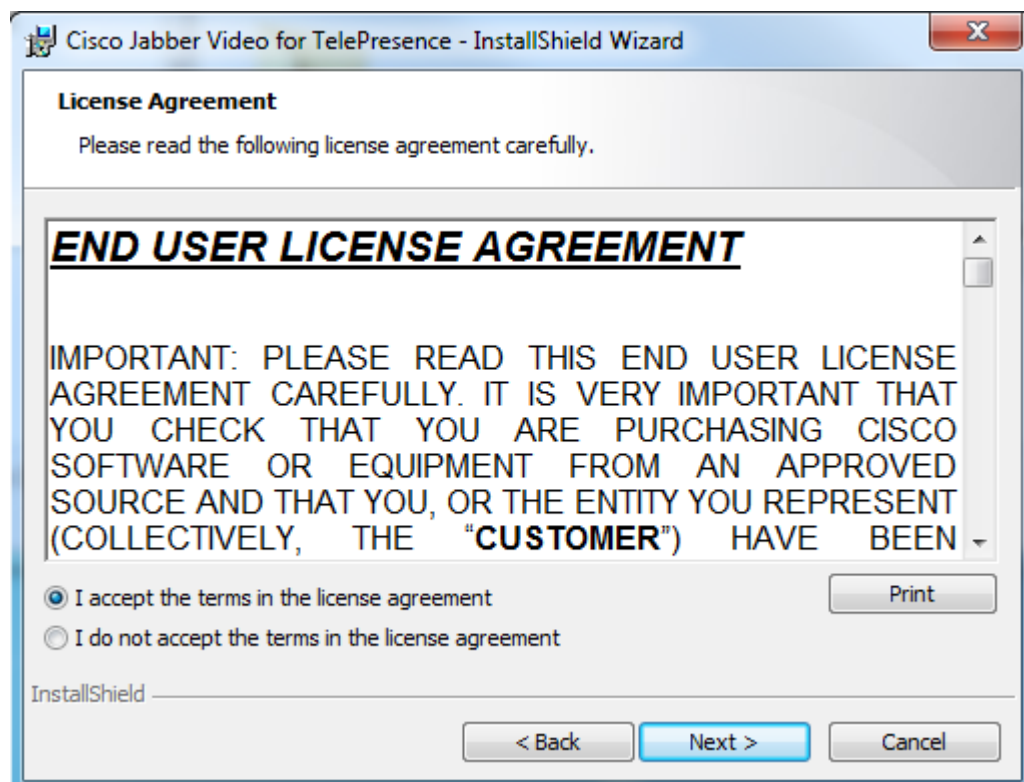 Cisco Jabber Video for TelePresence - InstallShield Wizard
License Agreement
Please read the following license agreement carefully.
END USER LICENSE AGREEMENT
IMPORTANT: PLEASE READ THIS END USER LICENSE
AGREEMENT CAREFULLY. IT IS VERY IMPORTANT THAT
YOU CHECK THAT YOU ARE PURCHASING CISCO
SOFTWARE OR EQUIPMENT FROM AN APPROVED
SOURCE AND THAT YOU, OR THE ENTITY YOU REPRESENT
(COLLECTIVELY, THE “CUSTOMER”) HAVE BEEN
I accept the terms in the license agreement
Print
I do not accept the terms in the license agreement
InstallShield
< Back Next > Cancel